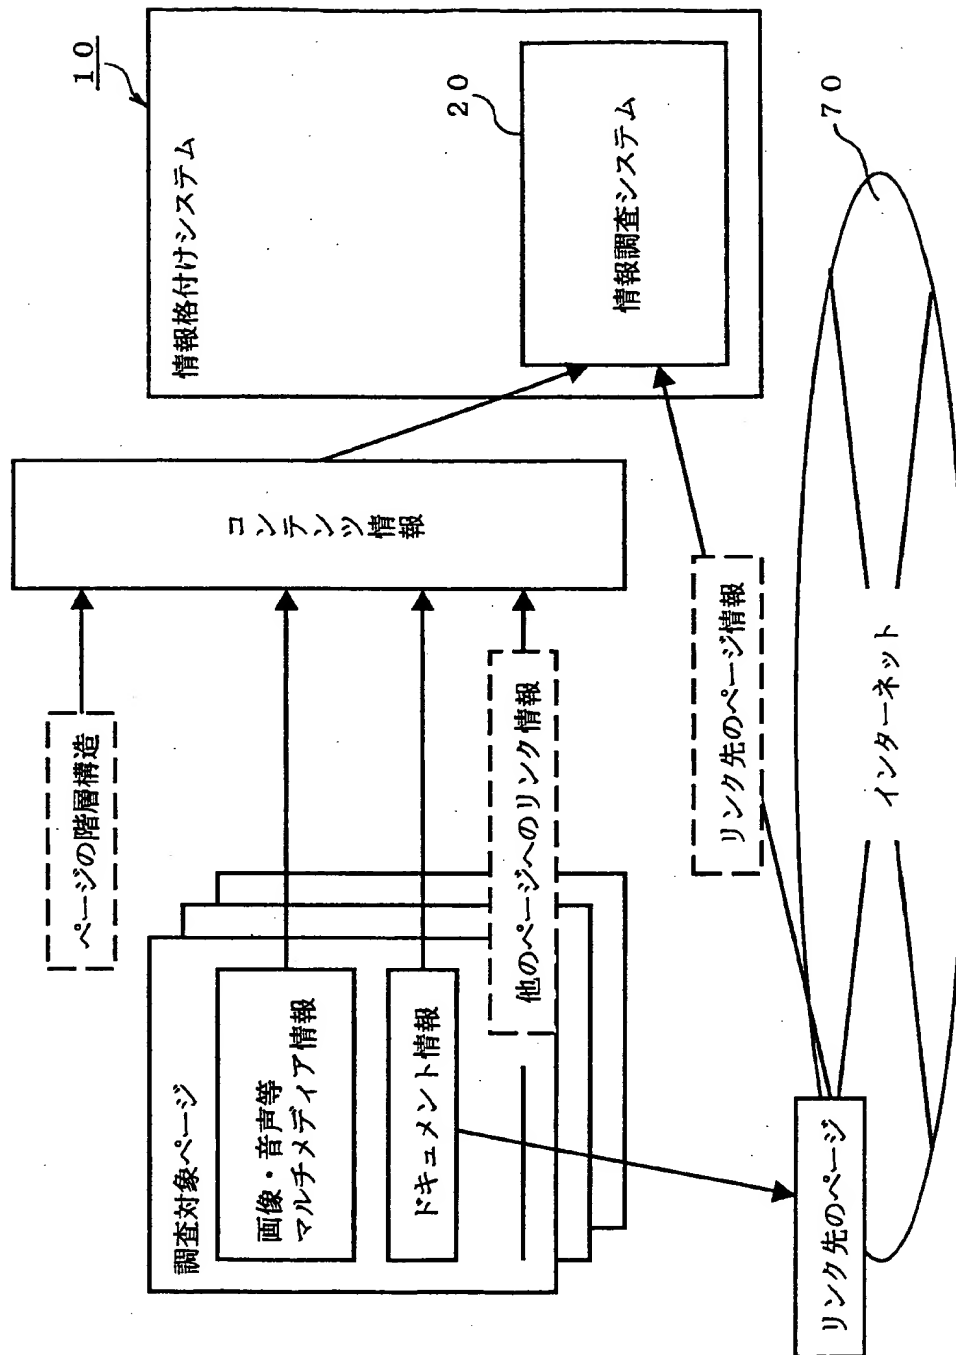 調査対象ページ
画像・音声等
マルチメディア情報
ドキュメント情報
ページの階層構造
他のページへのリンク情報
コンテンツ情報
情報格付けシステム
10
情報調査システム
20
リンク先のページ
リンク先のページ情報
インターネット
70